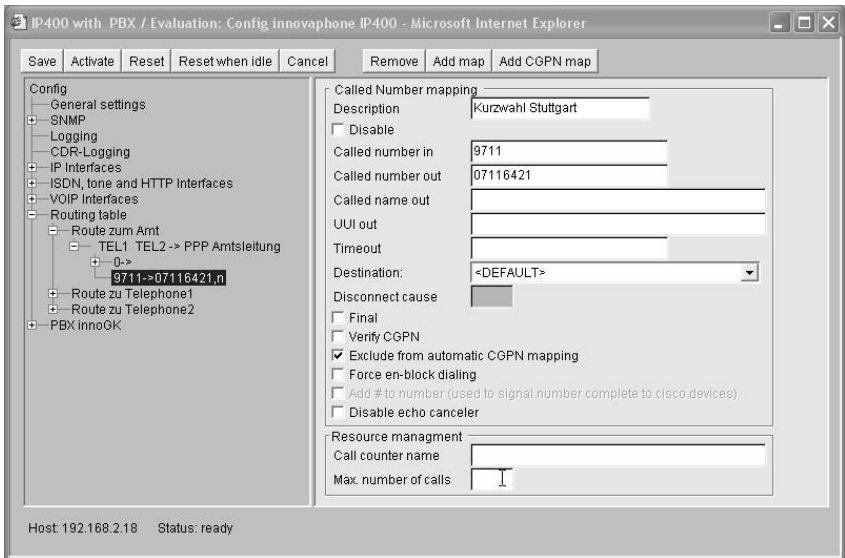 IP400 with PBX / Evaluation: Config innovaphone IP400 - Microsoft Internet Explorer
Save Activate Reset Reset when idle Cancel Remove Add map Add CGPN map
Config
General settings
SNMP
Logging
CDR-Logging
IP Interfaces
ISDN, tone and HTTP Interfaces
VOIP Interfaces
Routing table
Route zum Amt
TEL1 TEL2 -> PPP Amtsleitung
0->
9711->07116421,n
Route zu Telephone1
Route zu Telephone2
PBX innoGK
Called Number mapping
Description Kurzwahl Stuttgart
Disable
Called number in 9711
Called number out 07116421
Called name out
UUI out
Timeout
Destination: <DEFAULT>
Disconnect cause
Final
Verify CGPN
Exclude from automatic CGPN mapping
Force en-block dialing
Add # to number (used to signal number complete to cisco devices)
Disable echo canceler
Resource managment
Call counter name
Max. number of calls
Host: 192.168.2.18 Status: ready